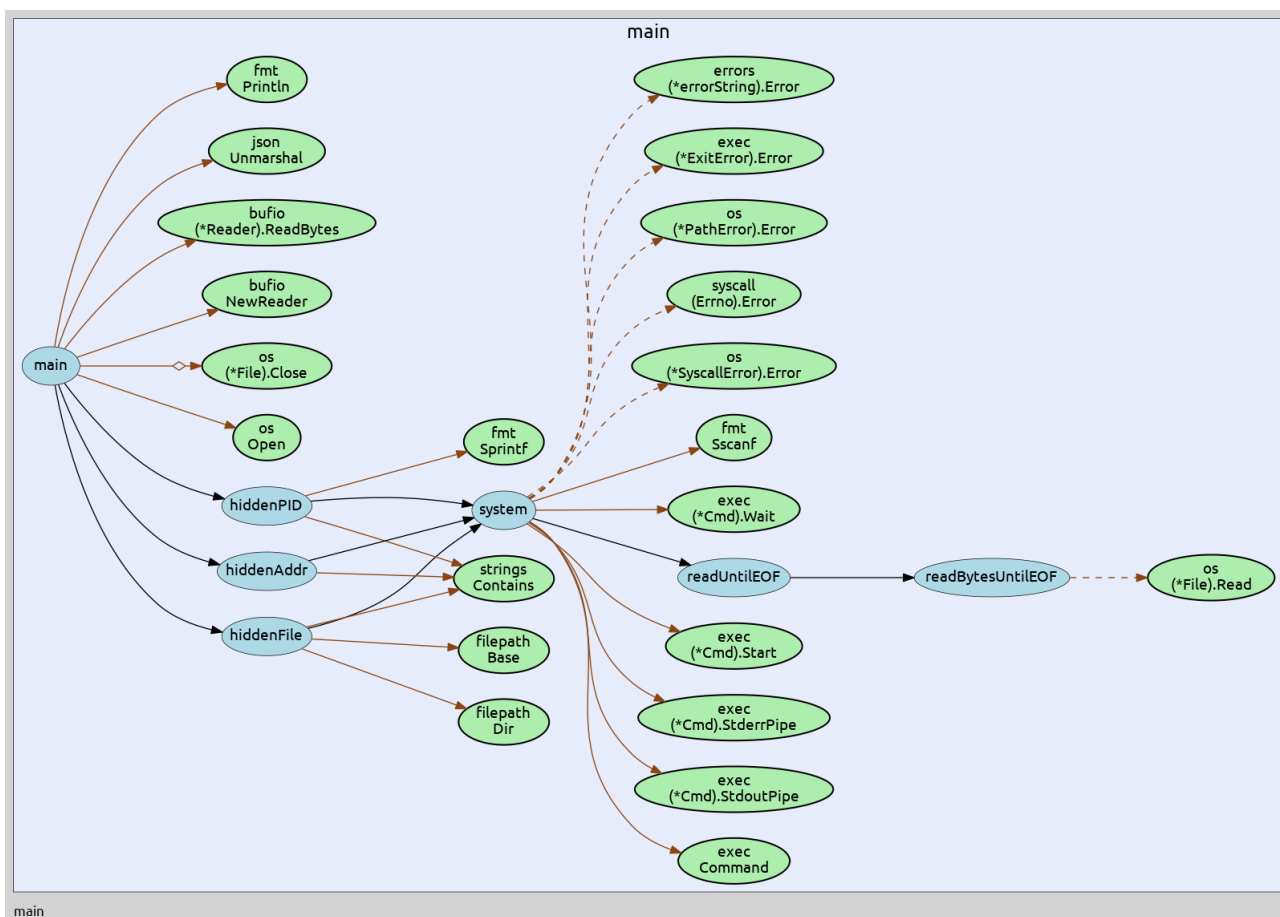 main
fmt
Println
json
Unmarshal
bufio
(*Reader).ReadBytes
bufio
NewReader
main
os
(*File).Close
os
Open
hiddenPID
hiddenAddr
hiddenFile
fmt
Sprintf
system
strings
Contains
filepath
Base
filepath
Dir
errors
(*errorString).Error
exec
(*ExitError).Error
os
(*PathError).Error
syscall
(Errno).Error
os
(*SyscallError).Error
fmt
Sscanf
exec
(*Cmd).Wait
readUntilEOF
exec
(*Cmd).Start
exec
(*Cmd).StderrPipe
exec
(*Cmd).StdoutPipe
exec
Command
readBytesUntilEOF
os
(*File).Read
main